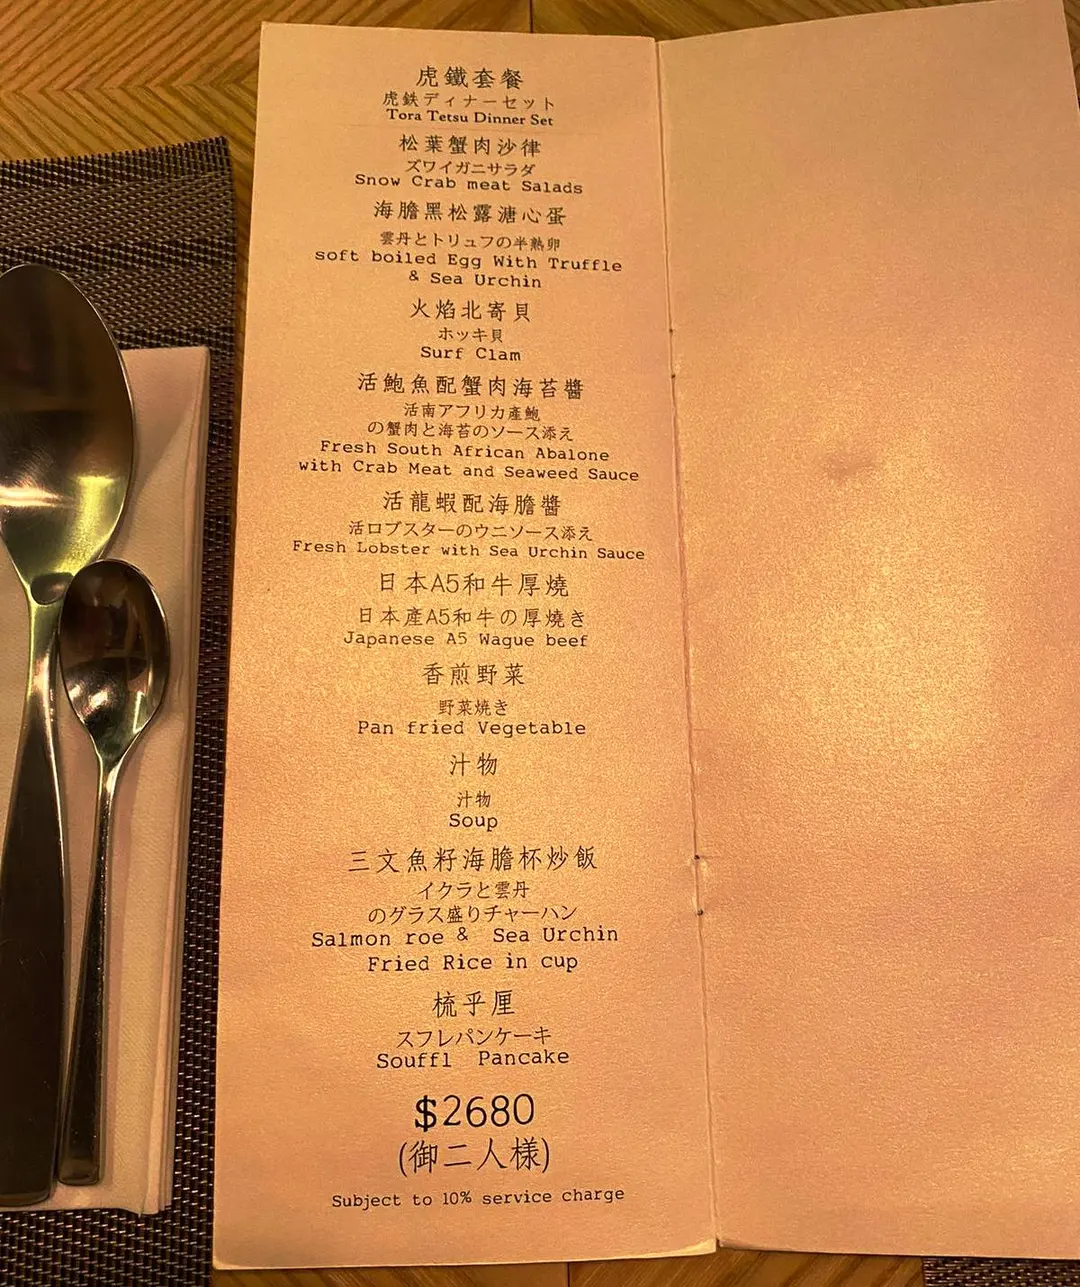 虎鐵套餐
虎鉄ディナーセット
Tora Tetsu Dinner Set
松葉蟹肉沙律
ズワイガニサラダ
Snow Crab meat Salads
海膽黑松露溏心蛋
雲丹とトリュフの半熟卵
soft boiled Egg With Truffle
& Sea Urchin
火焰北寄貝
ホッキ貝
Surf Clam
活鮑魚配蟹肉海苔醬
活南アフリカ產鮑
の蟹肉と海苔のソース添え
Fresh South African Abalone
with Crab Meat and Seaweed Sauce
活龍蝦配海膽醬
活ロブスターのウニソース添え
Fresh Lobster with Sea Urchin Sauce
日本A5和牛厚燒
日本產A5和牛の厚燒き
Japanese A5 Wague beef
香煎野菜
野菜焼き
Pan fried Vegetable
汁物
汁物
Soup
三文魚籽海膽杯炒飯
イクラと雲丹
のグラス盛りチャーハン
Salmon roe & Sea Urchin
Fried Rice in cup
梳乎厘
スフレパンケーキ
Souffl Pancake
$2680
(御二人様)
Subject to 10% service charge